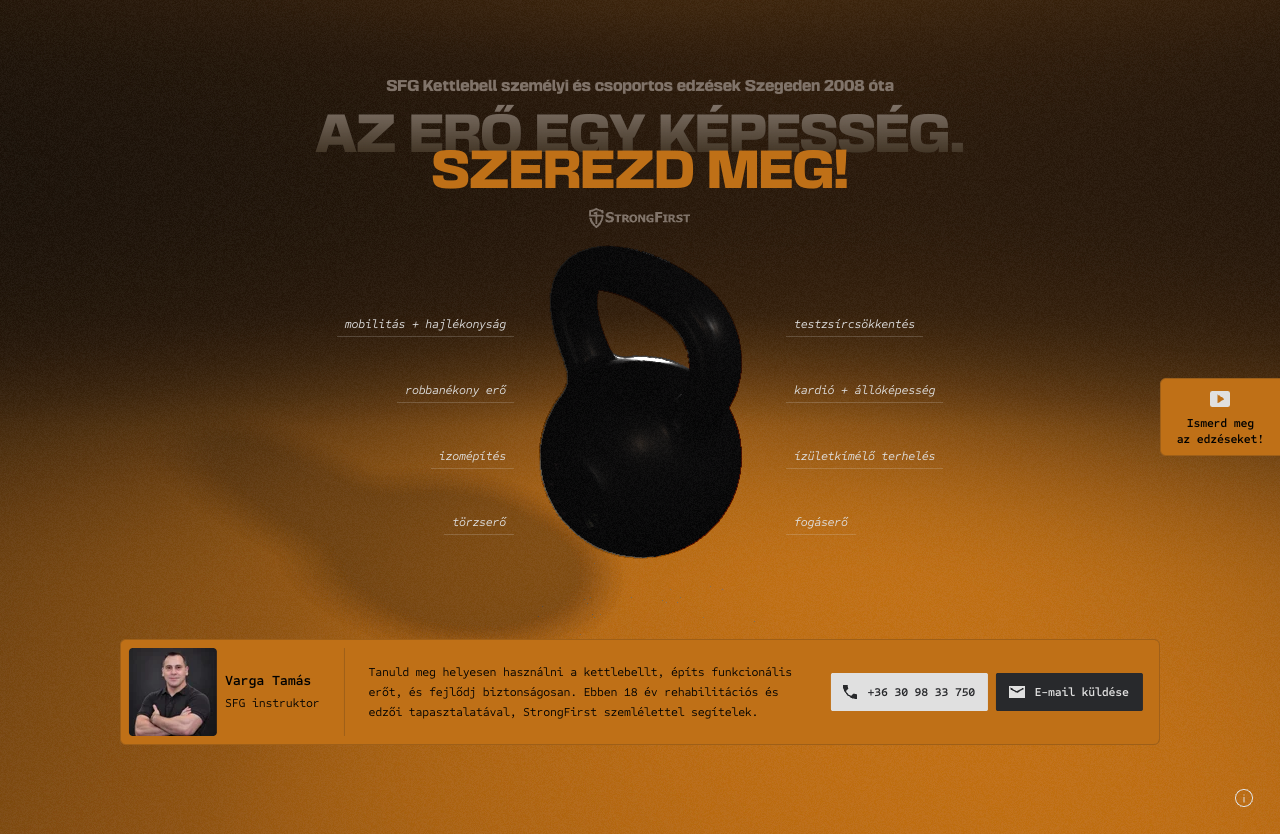 SFG Kettlebell személyi és csoportos edzések Szegeden 2008 óta
AZ ERŐ EGY KÉPESSÉG.
SZEREZD MEG!
STRONGFIRST
mobilitás + hajlékonyság
testzsírcsökkentés
robbanékony erő
kardió + állóképesség
izomépítés
ízületkímélő terhelés
törzserő
fogáserő
Ismerd meg
az edzéseket!
Varga Tamás
SFG instruktor
Tanuld meg helyesen használni a kettlebellt, építs funkcionális
erőt, és fejlődj biztonságosan. Ebben 18 év rehabilitációs és
edzői tapasztalatával, StrongFirst szemlélettel segítelek.
+36 30 98 33 750
E-mail küldése